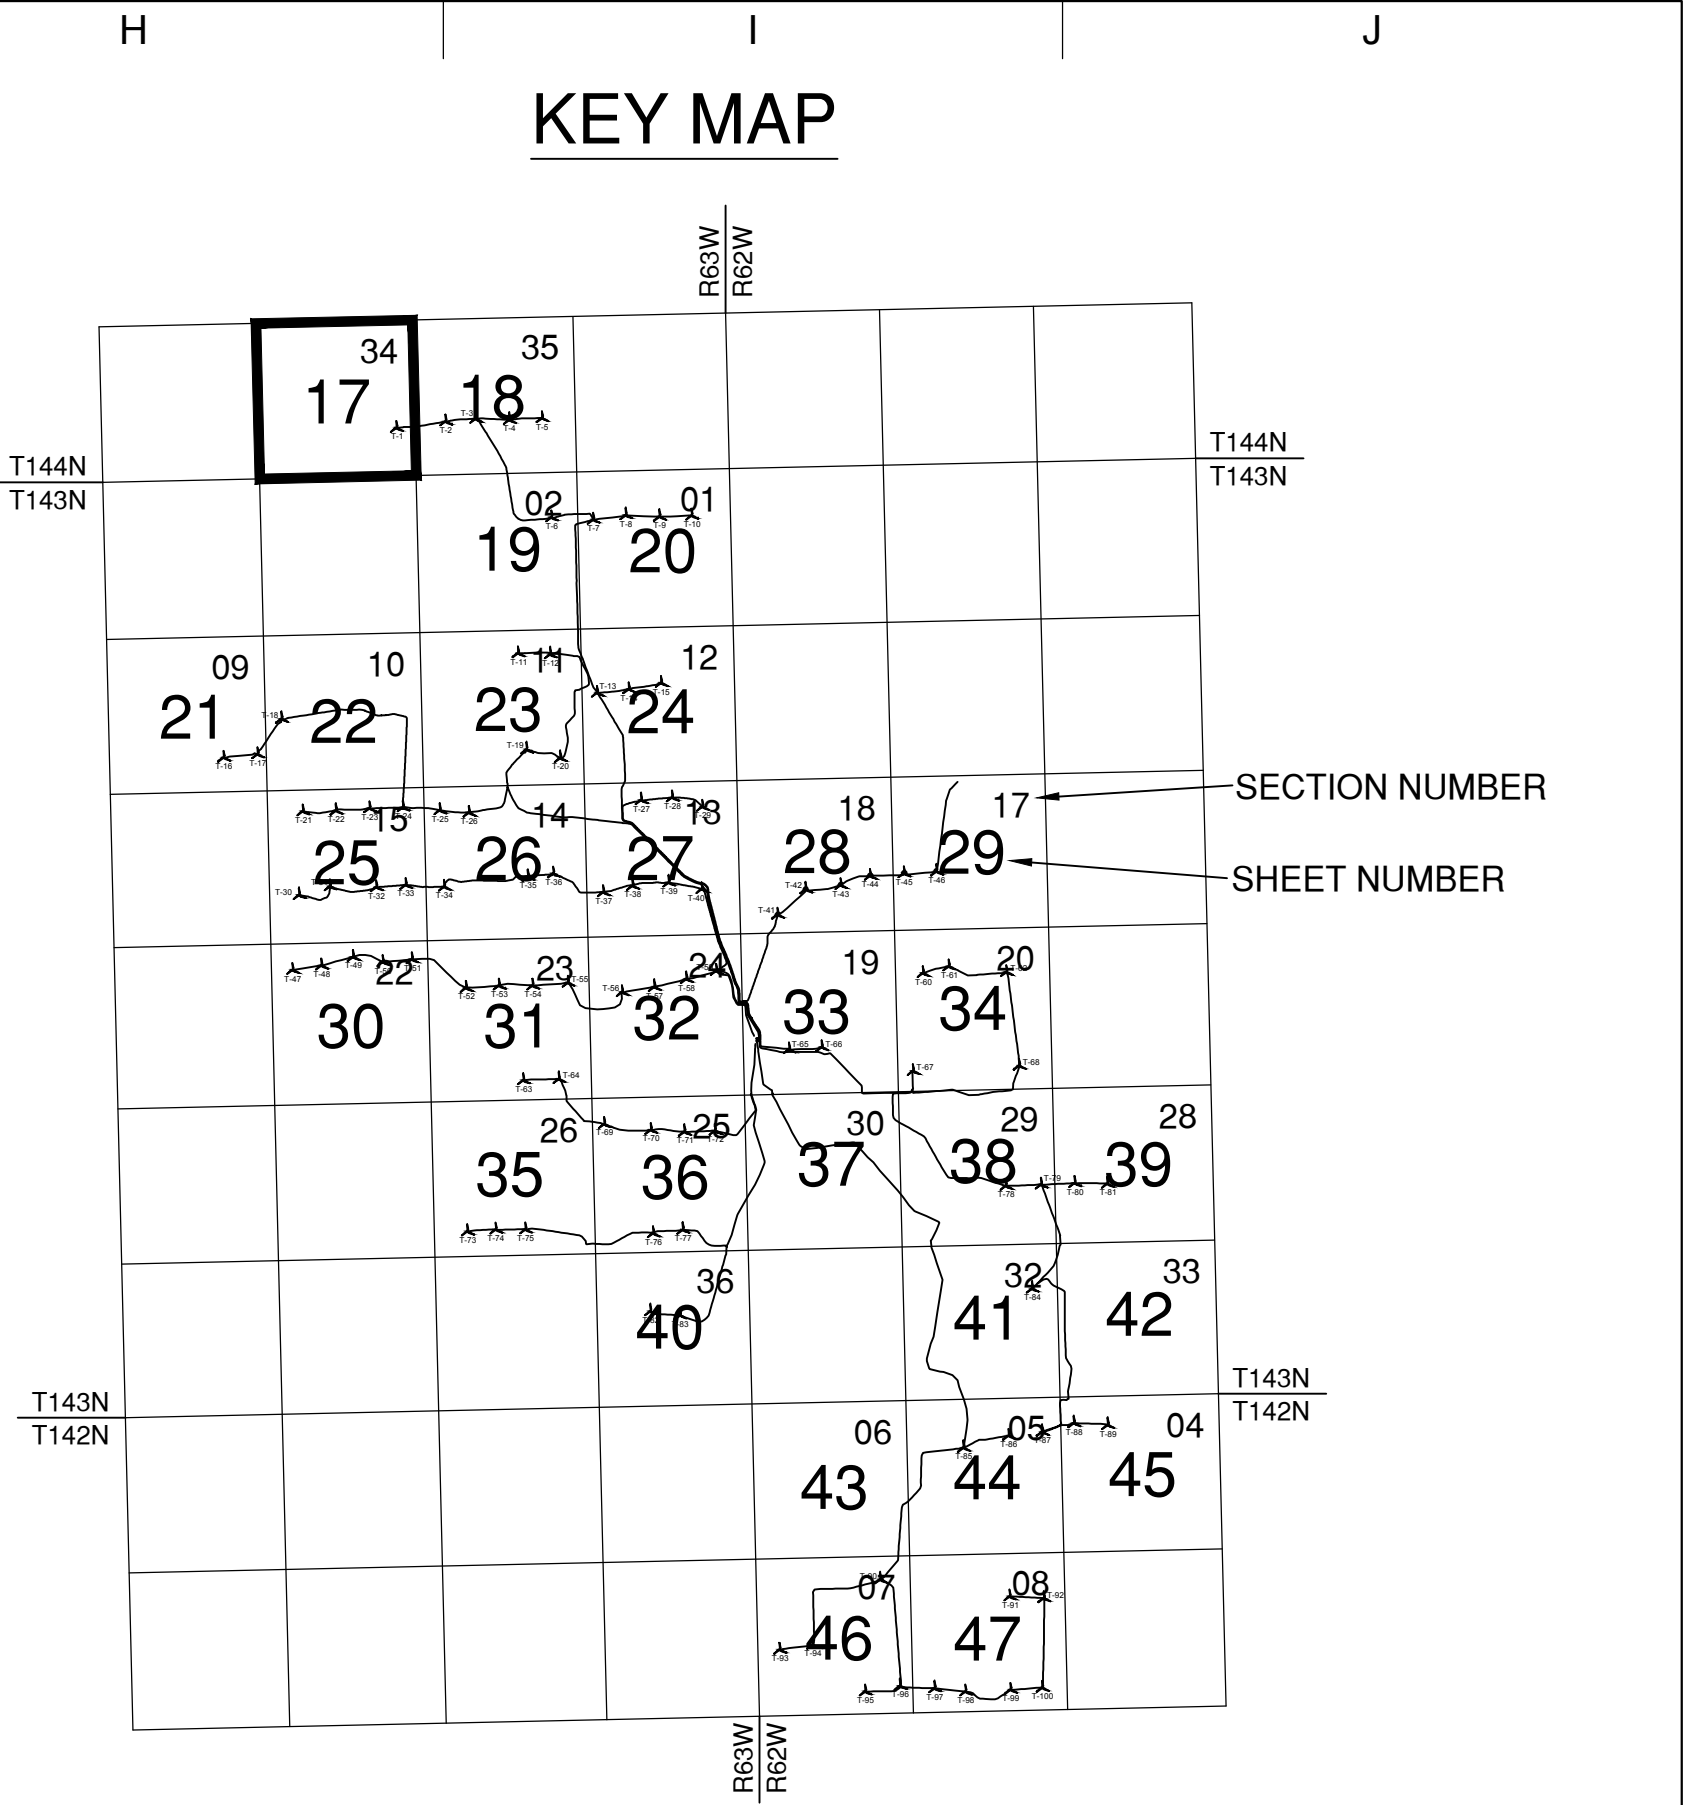 H I J
KEY MAP
R63W
R62W
34 35
17 18
T-3
T-1 T-2 T-4 T-5
T144N T144N
T143N T143N
02 01
T-6 T-7 T-8 T-9 T-10
19 20
09 10 11 12
T-11 T-12
T-13 T-15
21 22 23 24
T-18
T-16 T-17 T-19 T-20
SECTION NUMBER
15 14 13 18 17
T-21 T-22 T-23 T-24 T-25 T-26 T-27 T-28 T-29
25 26 27 28 29
SHEET NUMBER
T-30 T-32 T-33 T-34 T-35 T-36 T-37 T-38 T-39 T-40
T-41 T-42 T-43 T-44 T-45 T-46
22 23 24 19 20
T-47 T-48 T-49 T-51
T-52 T-53 T-54 T-55 T-56 T-57 T-58
T-60 T-61
30 31 32 33 34
T-63 T-64 T-65 T-66 T-67 T-68
26 25 30 29 28
T-69 T-70 T-71 T-72
35 36 37 38 39
T-78 T-79 T-80 T-81
T-73 T-74 T-75 T-76 T-77
36 32 33
T-84
40 41 42
T-83
T143N T143N
T142N T142N
06 05 04
T-85 T-86 T-87 T-88 T-89
43 44 45
07 08
T-90 T-91 T-92
46 47
T-93 T-94
T-95 T-96 T-97 T-98 T-99 T-100
R63W
R62W